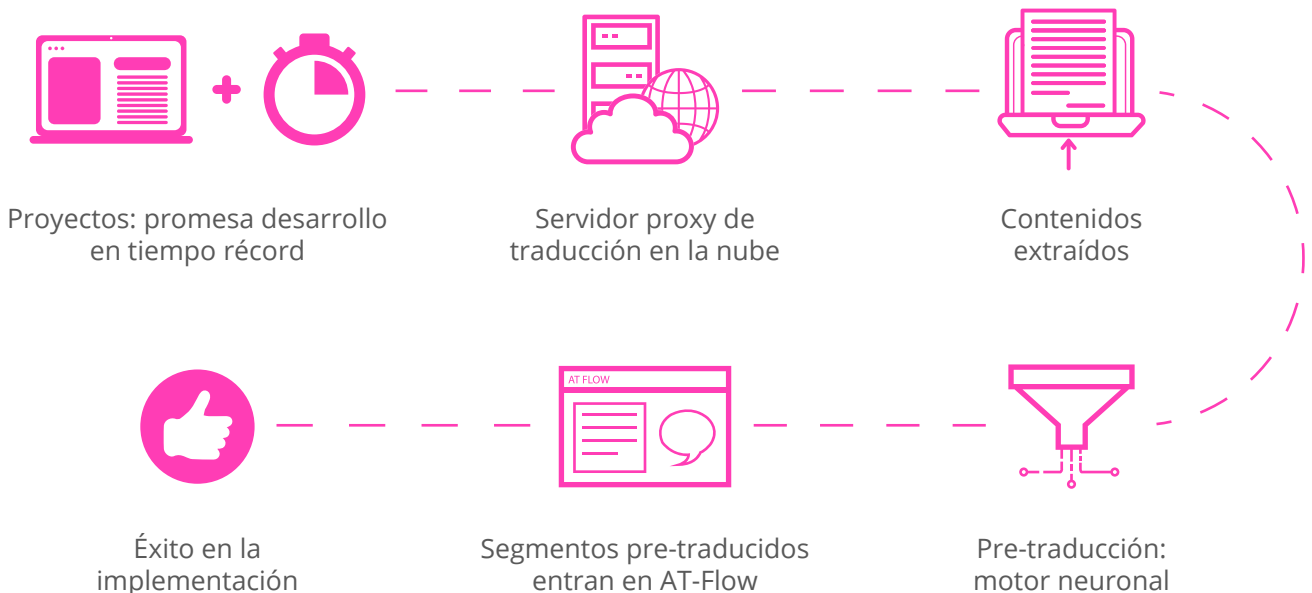 Proyectos: promesa desarrollo
en tiempo récord
Servidor proxy de
traducción en la nube
Contenidos
extraídos
Éxito en la
implementación
AT FLOW
Segmentos pre-traducidos
entran en AT-Flow
Pre-traducción:
motor neuronal